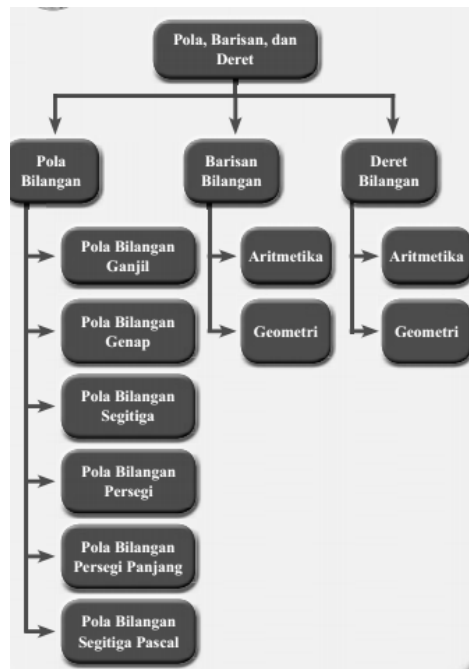 Pola, Barisan, dan
Deret
Pola
Bilangan
Barisan
Bilangan
Deret
Bilangan
Pola Bilangan
Ganjil
Aritmetika
Aritmetika
Pola Bilangan
Genap
Geometri
Geometri
Pola Bilangan
Segitiga
Pola Bilangan
Persegi
Pola Bilangan
Persegi Panjang
Pola Bilangan
Segitiga Pascal